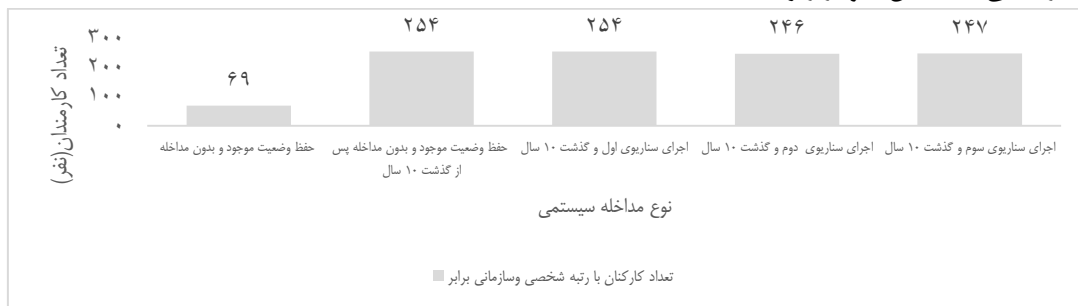 ۲۵۴
۲۵۴
۲۴۶
۲۴۷
۶۹
۳۰۰
۲۰۰
۱۰۰
۰
تعداد کارمندان(نفر)
حفظ وضعیت موجود و بدون مداخله
حفظ وضعیت موجود و بدون مداخله پس
از گذشت ۱۰ سال
اجرای سناریوی اول و گذشت ۱۰ سال
اجرای سناریوی دوم و گذشت ۱۰ سال
اجرای سناریوی سوم و گذشت ۱۰ سال
نوع مداخله سیستمی
تعداد کارکنان با رتبه شخصی وسازمانی برابر